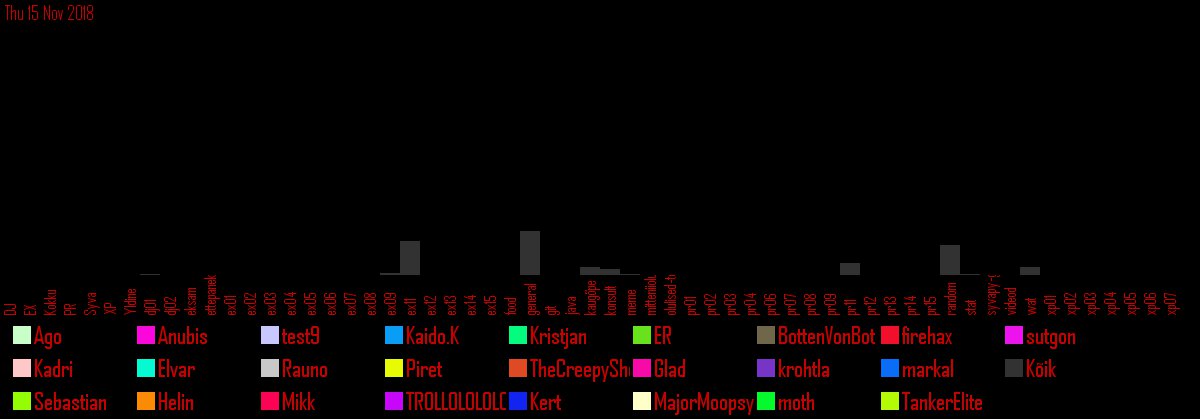 Thu 15 Nov 2018
DJ EX Kokku PR Syva XP Yldine dj01 dj02 eksam ettepanek ex01 ex02 ex03 ex04 ex05 ex06 ex07 ex08 ex09 ex11 ex12 ex13 ex14 ex15 food general git java kaugõpe konsult meme pr01 pr02 pr03 pr04 pr06 pr07 pr08 pr09 pr11 pr12 pr13 pr14 pr15 random stat videod wat xp01 xp02 xp03 xp04 xp05 xp06 xp07
Ago Anubis test9 Kaido.K Kristjan ER BottenVonBot firehax sutgon
Kadri Elvar Rauno Piret TheCreepySh Glad krohtla markal Kõik
Sebastian Helin Mikk TROLLOLOLOLO Kert MajorMoopsy moth TankerElite